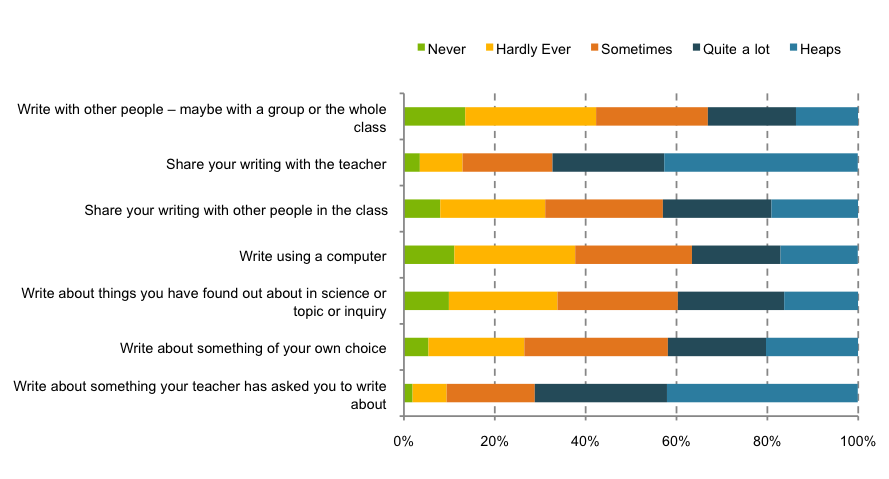 Never Hardly Ever Sometimes Quite a lot Heaps
Write with other people – maybe with a group or the whole
class
Share your writing with the teacher
Share your writing with other people in the class
Write using a computer
Write about things you have found out about in science or
topic or inquiry
Write about something of your own choice
Write about something your teacher has asked you to write
about
0% 20% 40% 60% 80% 100%